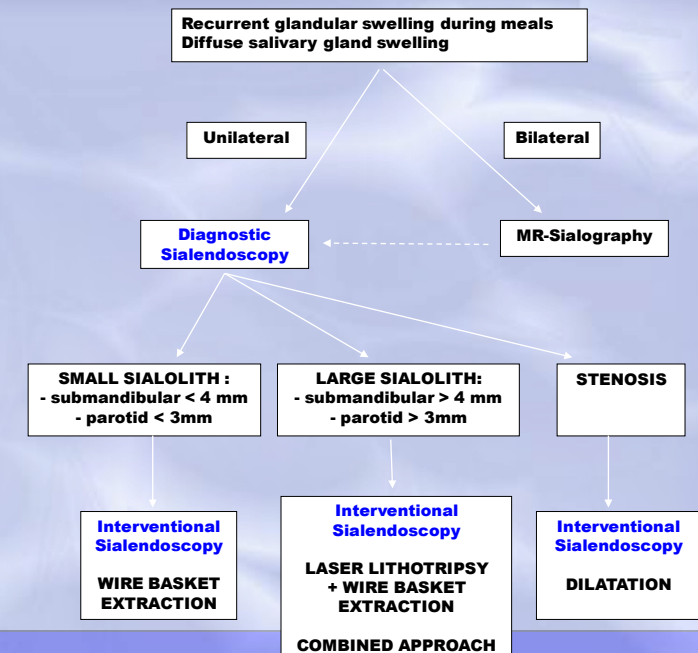 Recurrent glandular swelling during meals
Diffuse salivary gland swelling
Unilateral
Bilateral
Diagnostic
Sialendoscopy
MR-Sialography
SMALL SIALOLITH :
- submandibular < 4 mm
- parotid < 3mm
LARGE SIALOLITH:
- submandibular > 4 mm
- parotid > 3mm
STENOSIS
Interventional
Sialendoscopy
WIRE BASKET
EXTRACTION
Interventional
Sialendoscopy
LASER LITHOTRIPSY
+ WIRE BASKET
EXTRACTION
COMBINED APPROACH
Interventional
Sialendoscopy
DILATATION